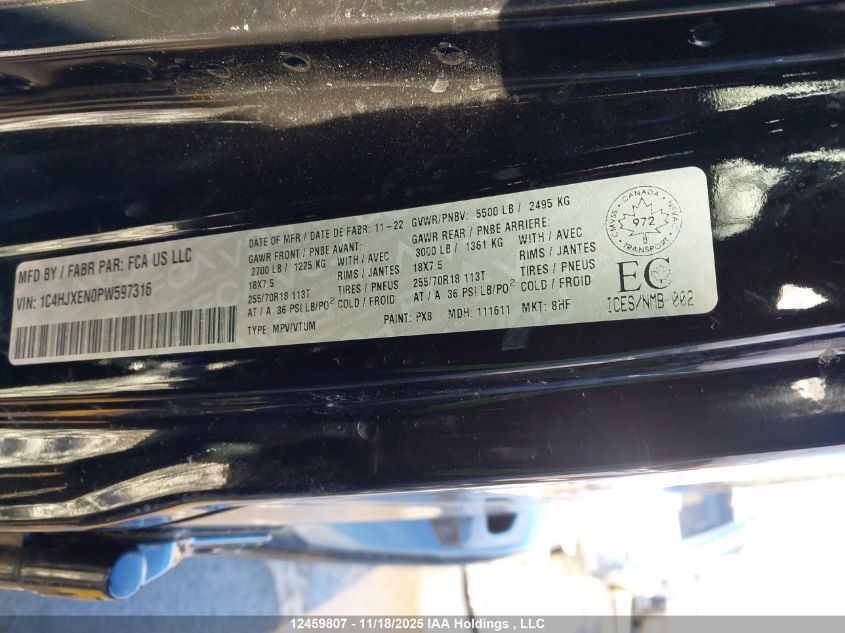 MFD BY / FABR PAR: FCA US LLC
VIN: 1C4HJXEN0PW597316
DATE OF MFR / DATE DE FABR: 11-22
GAWR FRONT / PNBE AVANT:
2700 LB / 1225 KG WITH / AVEC
18X7.5 RIMS / JANTES
255/70R18 113T TIRES / PNEUS
AT / A 36 PSI LB/PO² COLD / FROID
TYPE: MPV/VTUM
GVWR/PNBV: 5500 LB / 2495 KG
GAWR REAR / PNBE ARRIERE:
3000 LB / 1361 KG WITH / AVEC
18X7.5 RIMS / JANTES
255/70R18 113T TIRES / PNEUS
AT / A 36 PSI LB/PO² COLD / FROID
PAINT: PX8 MDH: 111611 MKT: 8HF
CMVSS · CANADA · NSVAC
972
TRANSPORT
EC
ICES/NMB-002
12459807 - 11/18/2025 IAA Holdings , LLC